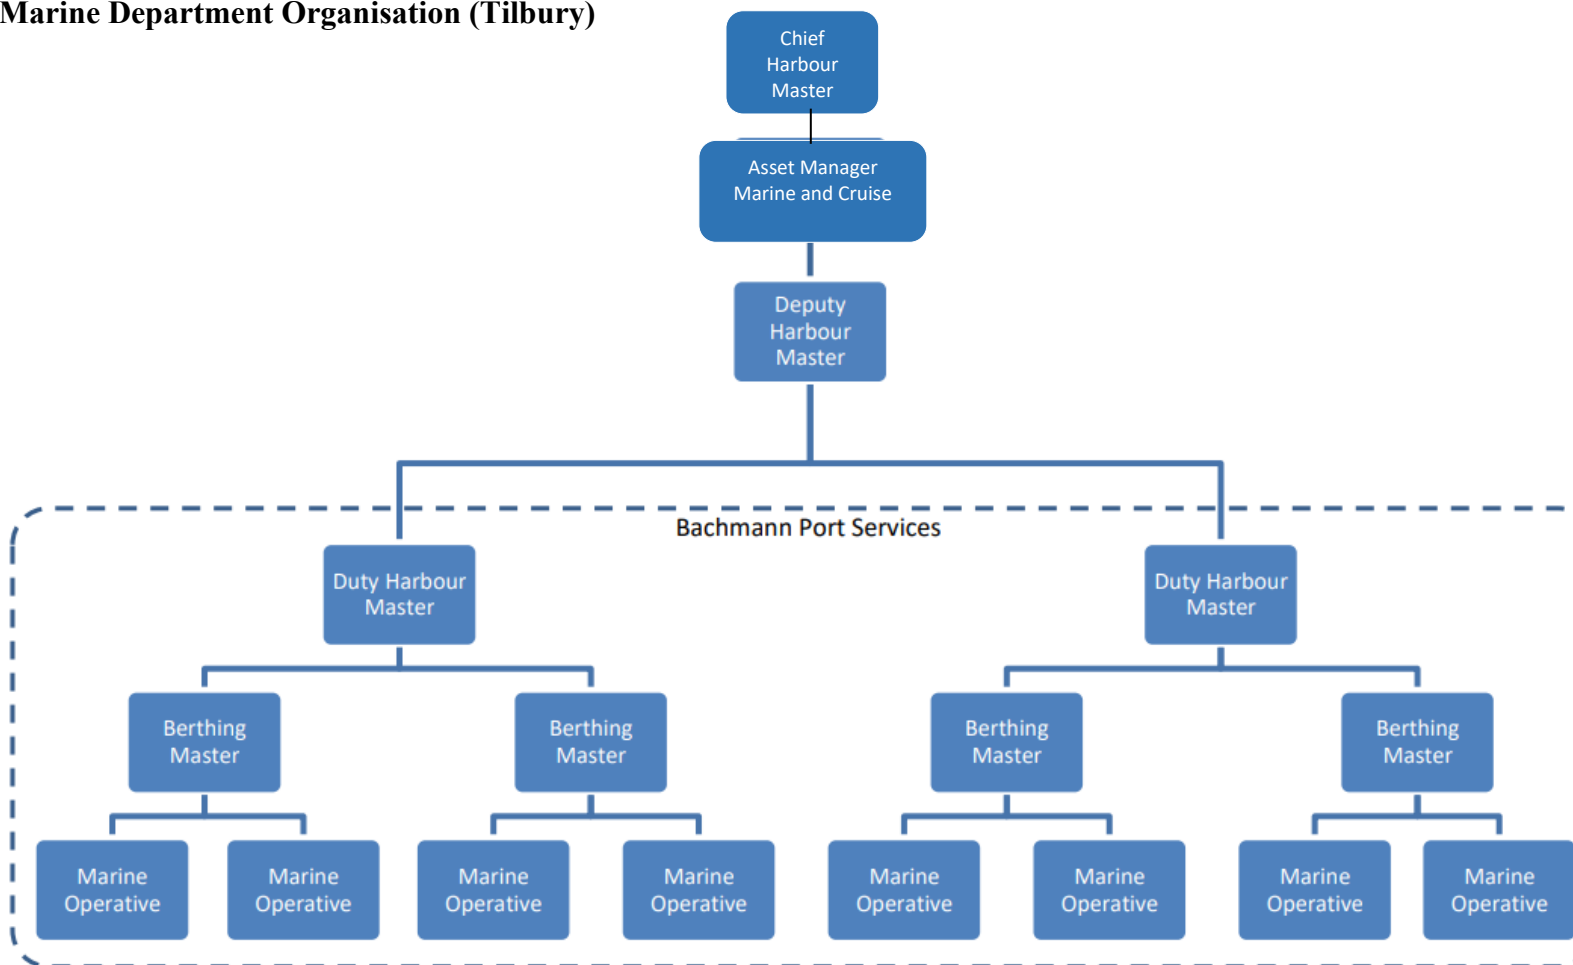 Marine Department Organisation (Tilbury)
Chief
Harbour
Master
Asset Manager
Marine and Cruise
Deputy
Harbour
Master
Bachmann Port Services
Duty Harbour
Master
Duty Harbour
Master
Berthing
Master
Berthing
Master
Berthing
Master
Berthing
Master
Marine
Operative
Marine
Operative
Marine
Operative
Marine
Operative
Marine
Operative
Marine
Operative
Marine
Operative
Marine
Operative